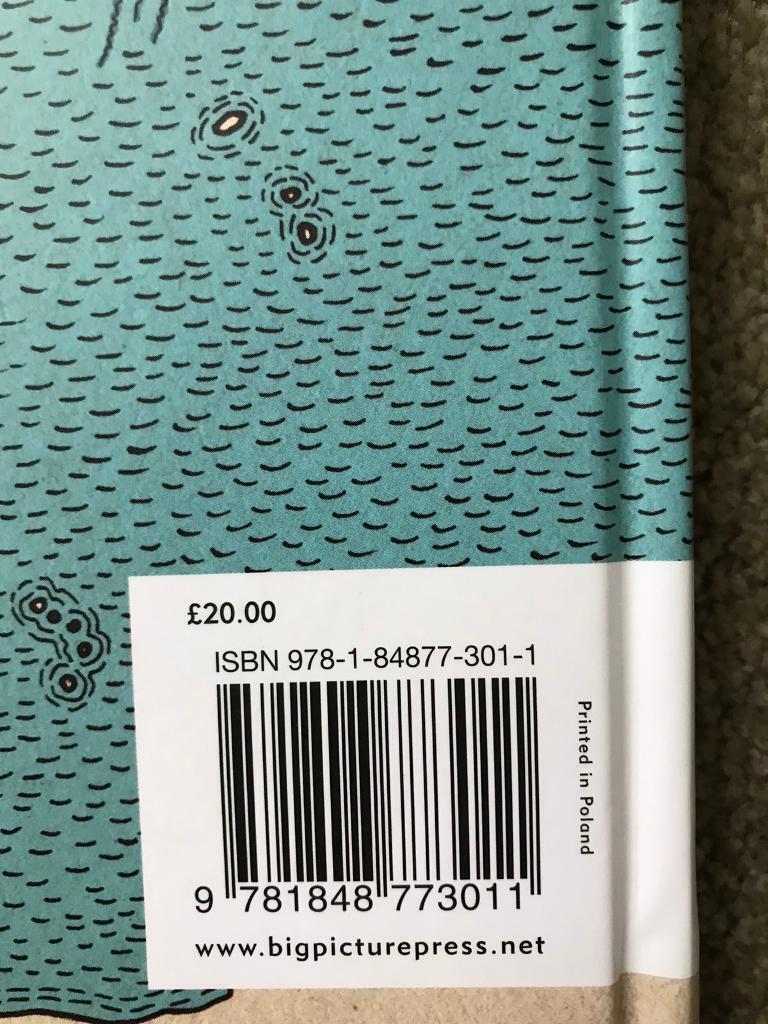 £20.00
ISBN 978-1-84877-301-1
Printed in Poland
9 781848 773011
www.bigpicturepress.net